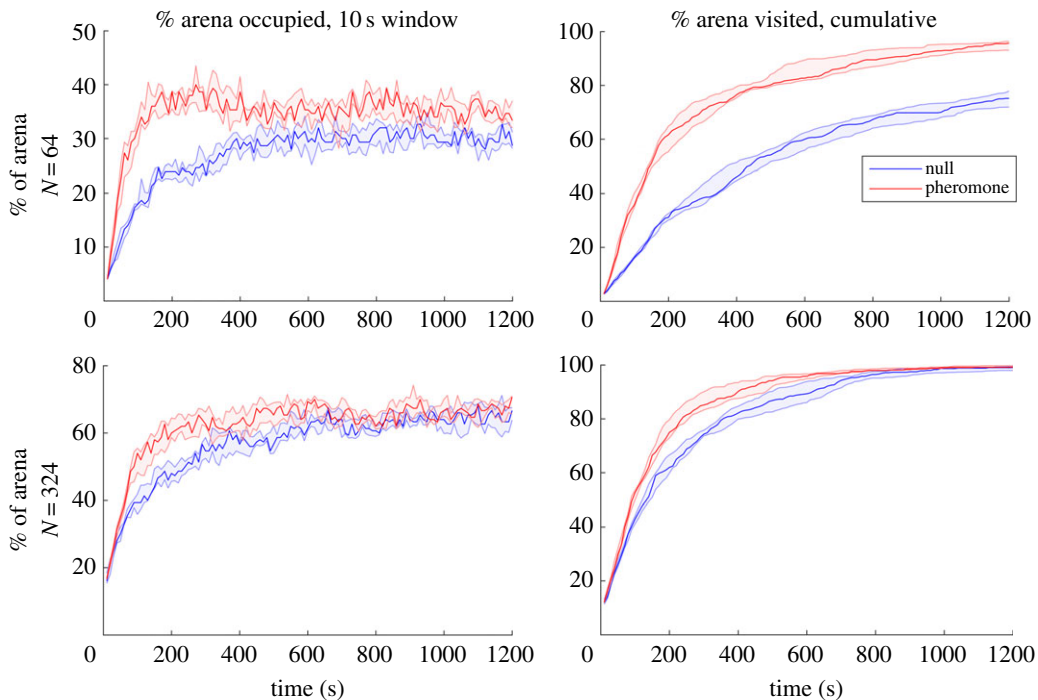 % arena occupied, 10 s window
% arena visited, cumulative
% of arena
N = 64
50
40
30
20
10
0 200 400 600 800 1000 1200
100
80
60
40
20
0 200 400 600 800 1000 1200
null
pheromone
% of arena
N = 324
80
60
40
20
0 200 400 600 800 1000 1200
time (s)
100
80
60
40
20
0 200 400 600 800 1000 1200
time (s)